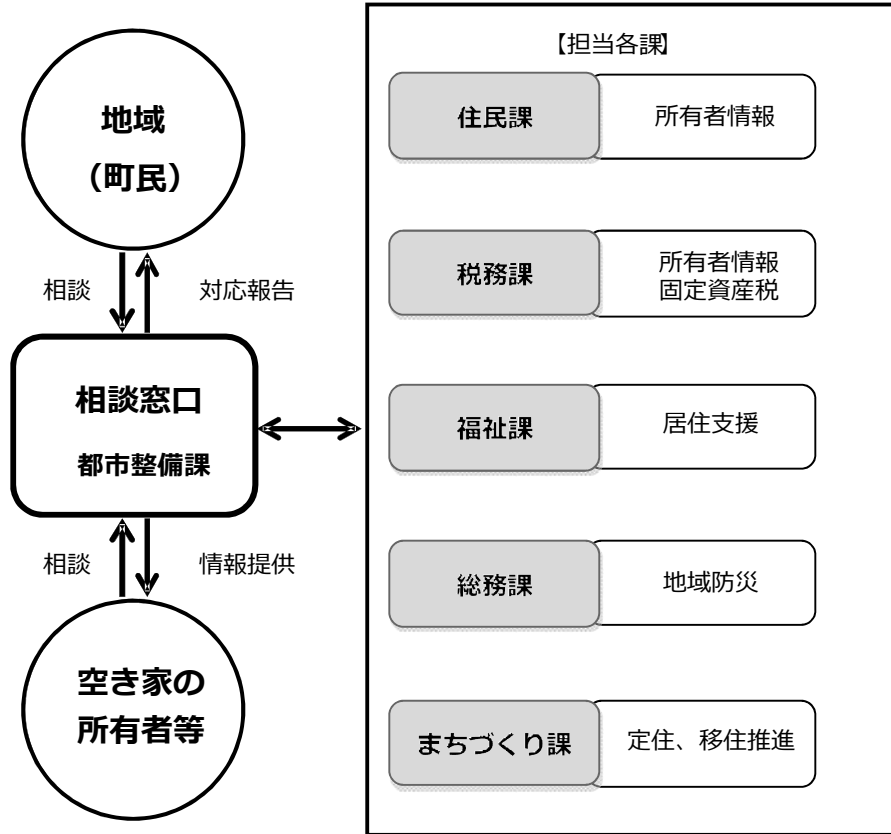 地域
（町民）
相談
対応報告
相談窓口
都市整備課
相談
情報提供
空き家の
所有者等
【担当各課】
住民課
所有者情報
税務課
所有者情報
固定資産税
福祉課
居住支援
総務課
地域防災
まちづくり課
定住、移住推進